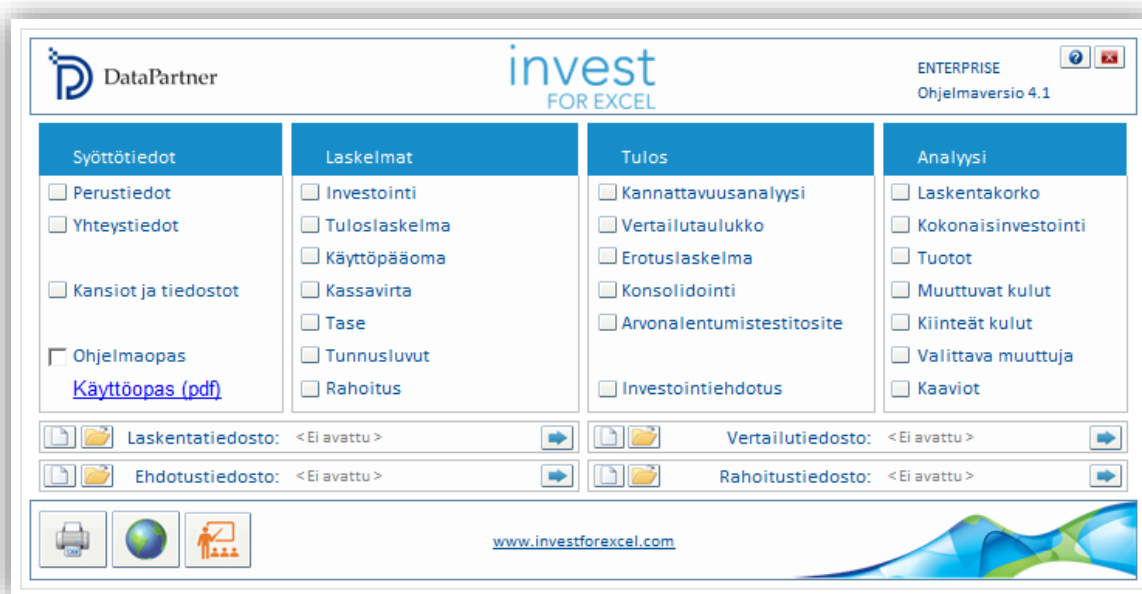 DataPartner
invest
FOR EXCEL
ENTERPRISE
Ohjelmaversio 4.1
Syöttötiedot
Perustiedot
Yhteystiedot
Kansiot ja tiedostot
Ohjelmaopas
Käyttöopas (pdf)
Laskelmat
Investointi
Tuloslaskelma
Käyttöpääoma
Kassavirta
Tase
Tunnusluvut
Rahoitus
Tulos
Kannattavuusanalyysi
Vertailutaulukko
Erotuslaskelma
Konsolidointi
Arvonalentumistestitosite
Investointiehdotus
Analyysi
Laskentakorko
Kokonaisinvestointi
Tuotot
Muuttuvat kulut
Kiinteät kulut
Valittava muuttuja
Kaaviot
Laskentatiedosto: <Ei avattu>
Vertailutiedosto: <Ei avattu>
Ehdotustiedosto: <Ei avattu>
Rahoitustiedosto: <Ei avattu>
www.investforexcel.com